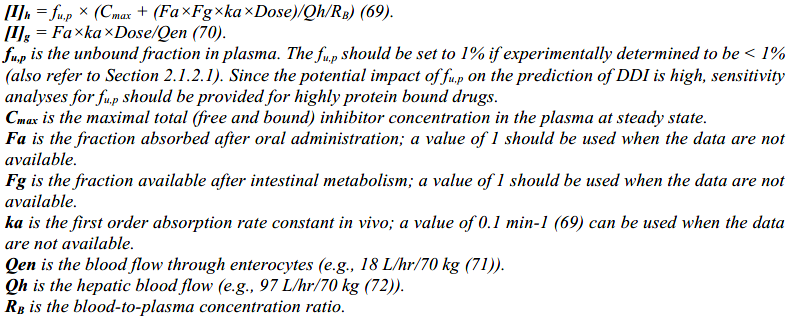 [I]h = fu,p × (Cmax + (Fa×Fg×ka×Dose)/Qh/RB) (69).
[I]g = Fa×ka×Dose/Qen (70).
fu,p is the unbound fraction in plasma. The fu,p should be set to 1% if experimentally determined to be < 1%
(also refer to Section 2.1.2.1). Since the potential impact of fu,p on the prediction of DDI is high, sensitivity
analyses for fu,p should be provided for highly protein bound drugs.
Cmax is the maximal total (free and bound) inhibitor concentration in the plasma at steady state.
Fa is the fraction absorbed after oral administration; a value of 1 should be used when the data are not
available.
Fg is the fraction available after intestinal metabolism; a value of 1 should be used when the data are not
available.
ka is the first order absorption rate constant in vivo; a value of 0.1 min-1 (69) can be used when the data
are not available.
Qen is the blood flow through enterocytes (e.g., 18 L/hr/70 kg (71)).
Qh is the hepatic blood flow (e.g., 97 L/hr/70 kg (72)).
RB is the blood-to-plasma concentration ratio.